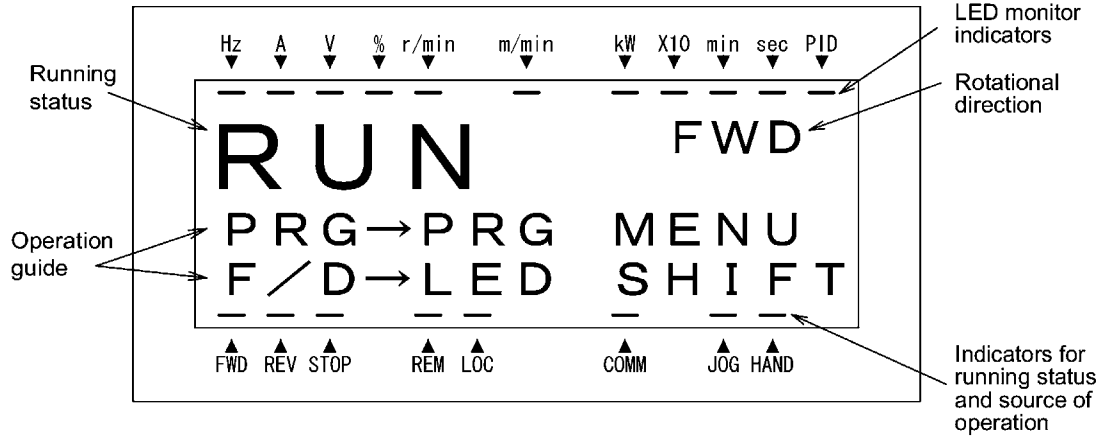 LED monitor
indicators
Hz A V % r/min m/min kW X10 min sec PID
Running
status
Rotational
direction
RUN FWD
Operation
guide
PRG→PRG MENU
F/D→LED SHIFT
FWD REV STOP REM LOC COMM JOG HAND
Indicators for
running status
and source of
operation